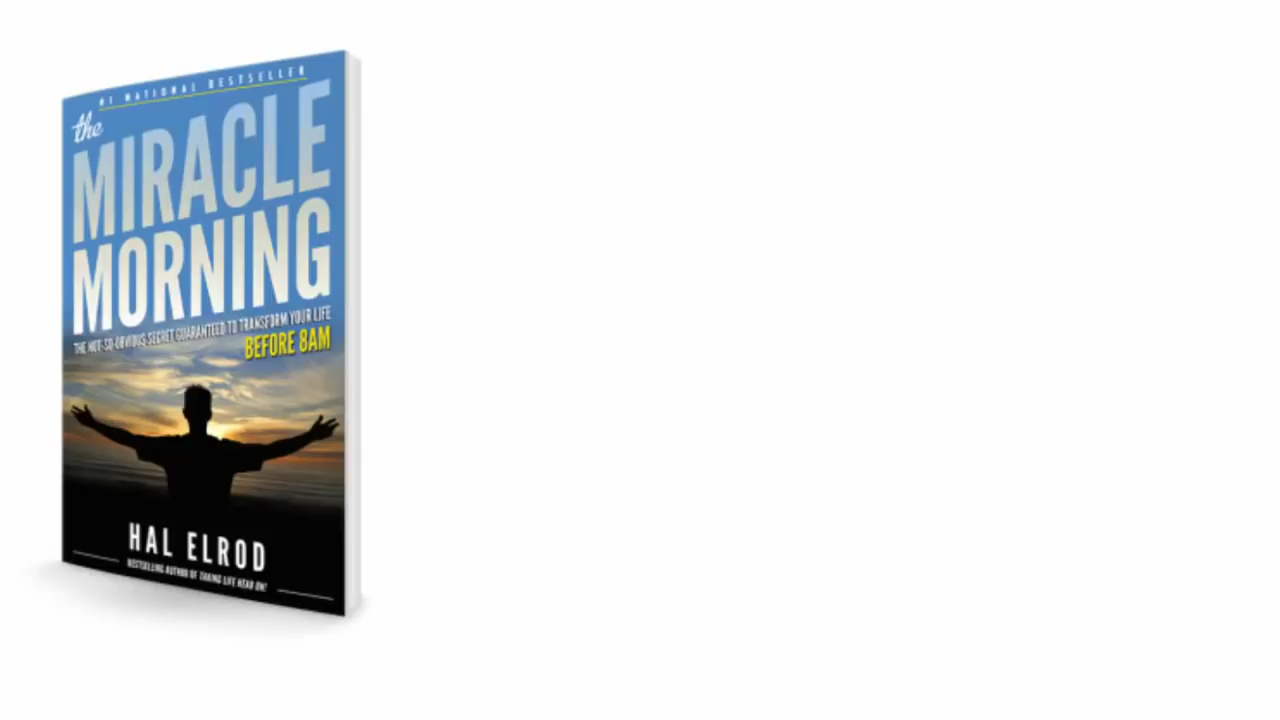 #1 NATIONAL BESTSELLER
the
MIRACLE
MORNING
THE NOT-SO-OBVIOUS SECRET GUARANTEED TO TRANSFORM YOUR LIFE
BEFORE 8AM
HAL ELROD
BESTSELLING AUTHOR OF TAKING LIFE HEAD ON!